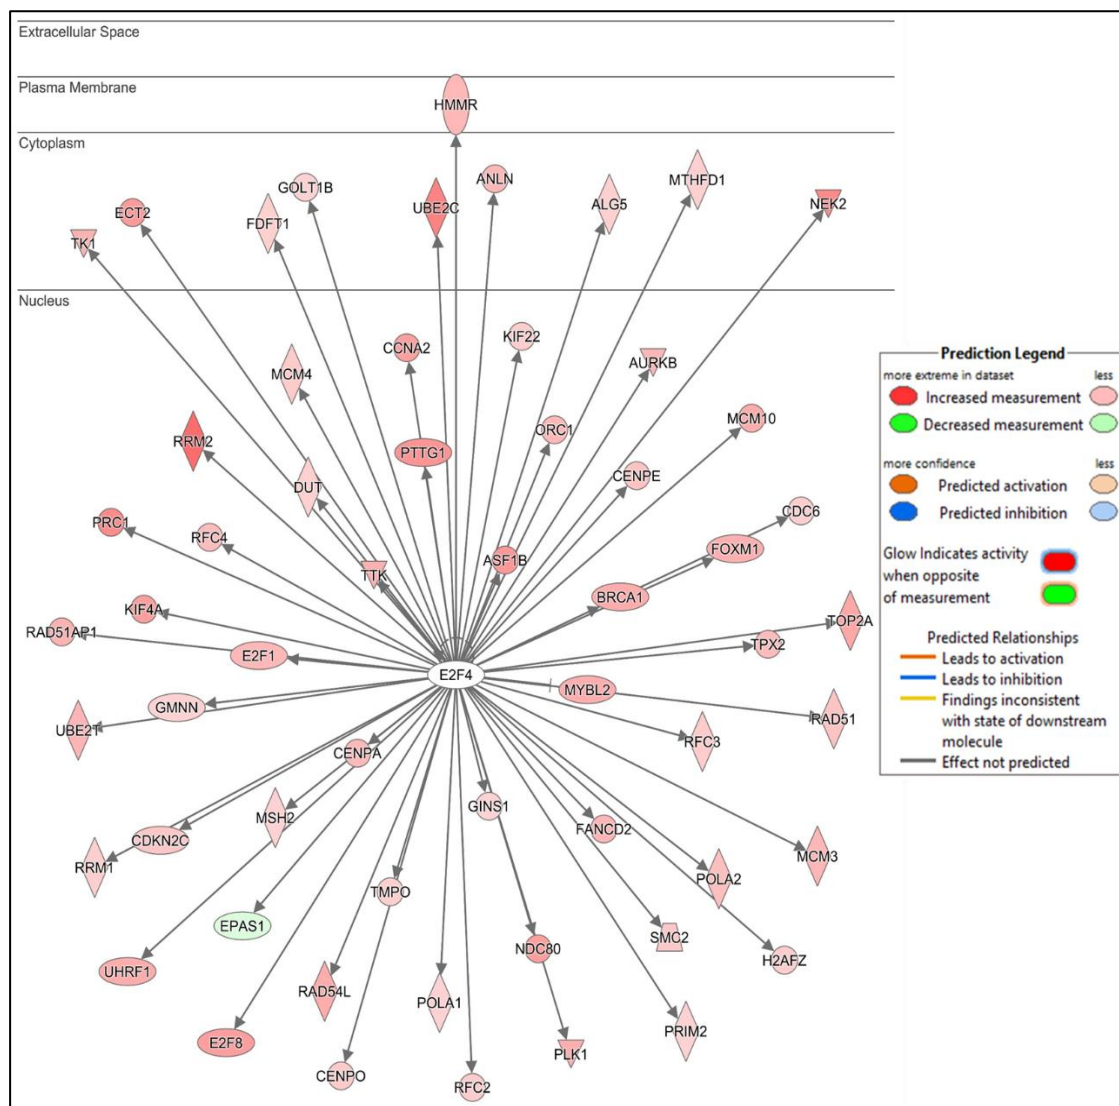 Extracellular Space
Plasma Membrane
HMMR
Cytoplasm
GOLT1B
ANLN
MTHFD1
ECT2
FDFT1
UBE2C
ALG5
NEK2
TK1
Nucleus
KIF22
CCNA2
AURKB
MCM4
MCM10
RRM2
ORC1
PTTG1
CENPE
DUT
CDC6
PRC1
RFC4
FOXM1
ASF1B
TTK
BRCA1
KIF4A
TOP2A
RAD51AP1
TPX2
E2F1
E2F4
MYBL2
GMNN
RAD51
UBE2T
RFC3
CENPA
GINS1
MSH2
FANCD2
CDKN2C
MCM3
RRM1
POLA2
TMPO
EPAS1
SMC2
NDC80
H2AFZ
UHRF1
RAD54L
POLA1
PRIM2
E2F8
PLK1
CENPO
RFC2
Prediction Legend
more extreme in dataset less
Increased measurement
Decreased measurement
more confidence less
Predicted activation
Predicted inhibition
Glow Indicates activity
when opposite
of measurement
Predicted Relationships
Leads to activation
Leads to inhibition
Findings inconsistent
with state of downstream
molecule
Effect not predicted